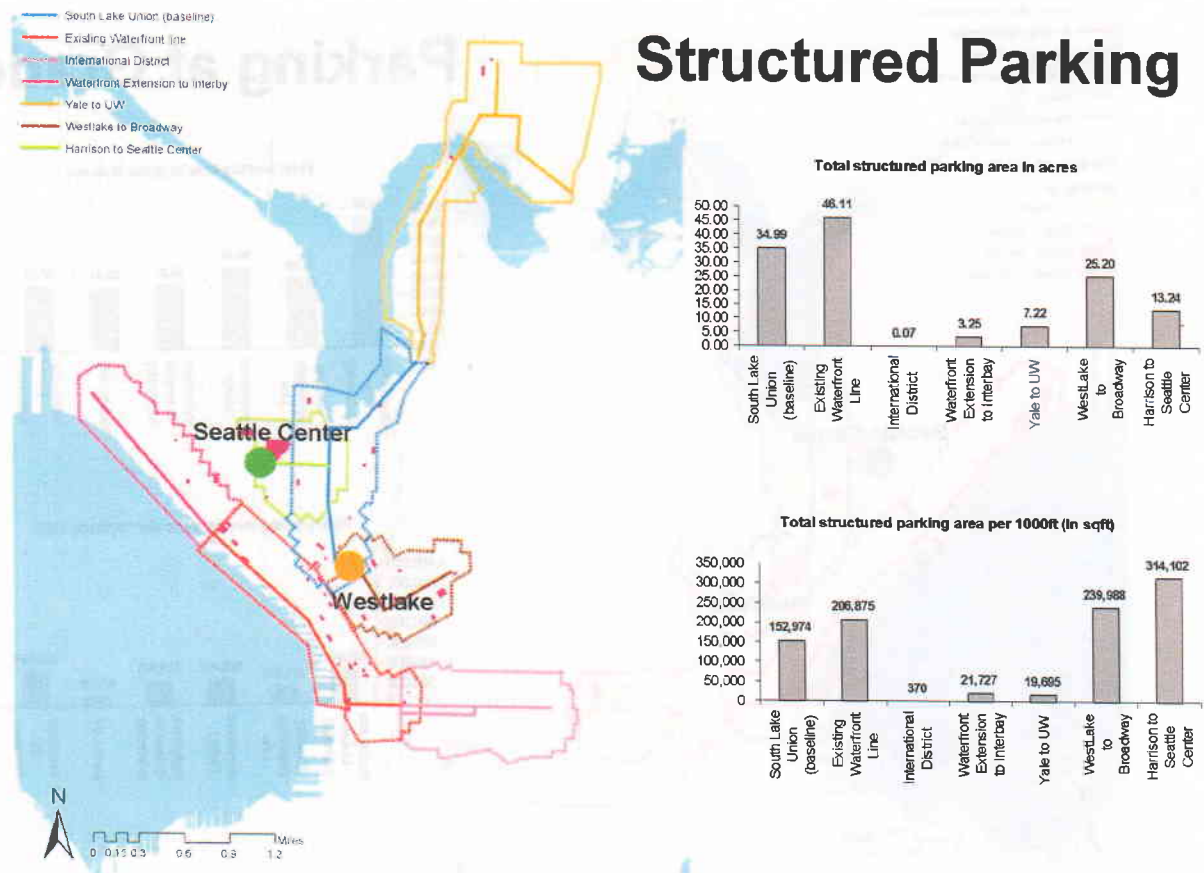 South Lake Union (baseline)
Existing Waterfront line
International District
Waterfront Extension to Interby
Yale to UW
Westlake to Broadway
Harrison to Seattle Center
Structured Parking
Seattle Center
Westlake
N
Miles
0 0.15 0.3 0.6 0.9 1.2
Total structured parking area in acres
50.00
45.00
40.00
35.00
30.00
25.00
20.00
15.00
10.00
5.00
0.00
34.99
46.11
0.07
3.25
7.22
25.20
13.24
South Lake
Union
(baseline)
Existing
Waterfront
Line
International
District
Waterfront
Extension
to Interbay
Yale to UW
WestLake
to
Broadway
Harrison to
Seattle
Center
Total structured parking area per 1000ft (in sqft)
350,000
300,000
250,000
200,000
150,000
100,000
50,000
0
152,974
206,875
370
21,727
19,695
239,988
314,102
South Lake
Union
(baseline)
Existing
Waterfront
Line
International
District
Waterfront
Extension
to Interbay
Yale to UW
WestLake
to
Broadway
Harrison to
Seattle
Center